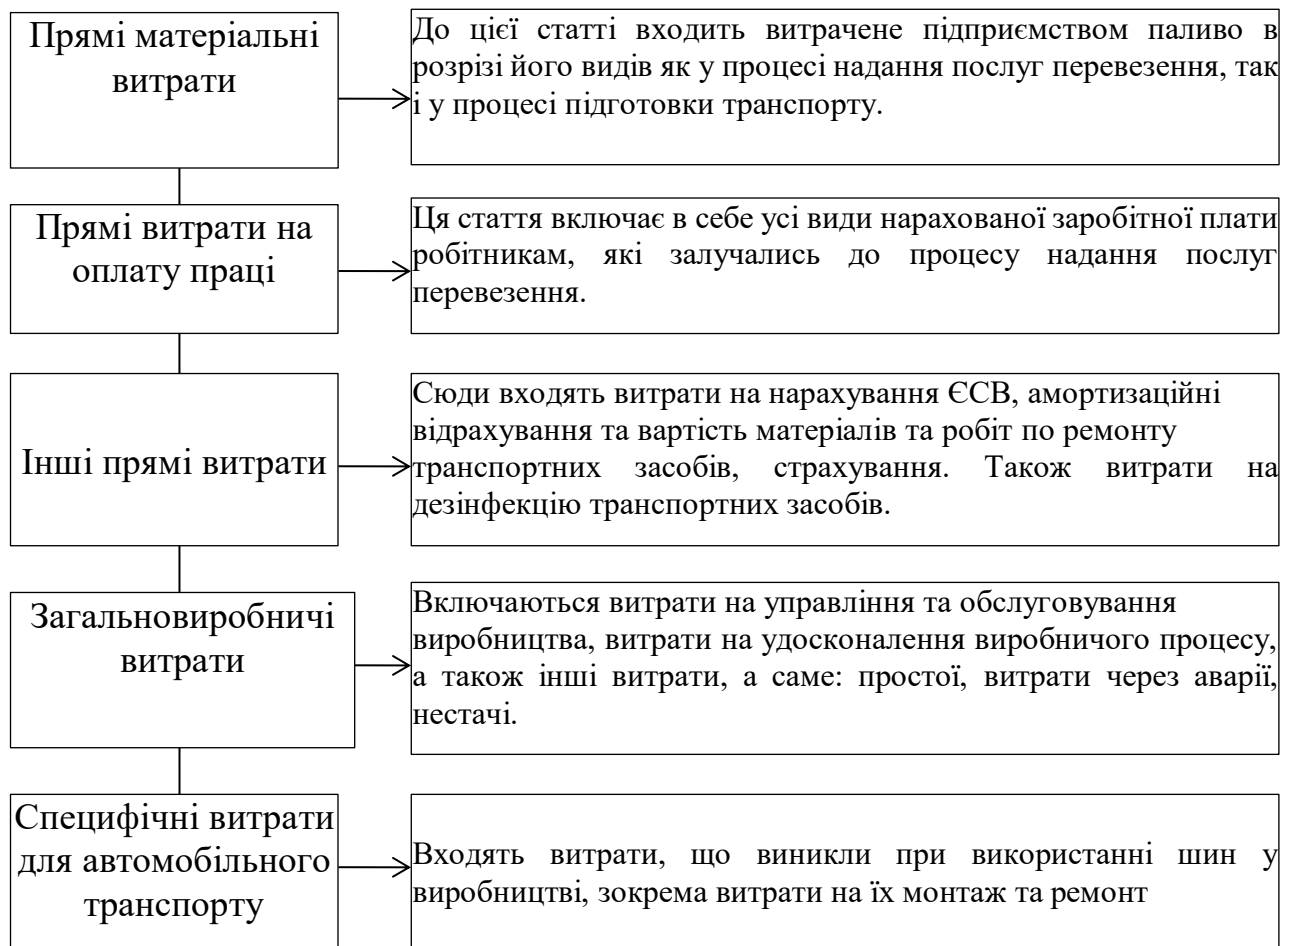 Прямі матеріальні
витрати
До цієї статті входить витрачене підприємством паливо в
розрізі його видів як у процесі надання послуг перевезення, так
і у процесі підготовки транспорту.
Прямі витрати на
оплату праці
Ця стаття включає в себе усі види нарахованої заробітної плати
робітникам, які залучались до процесу надання послуг
перевезення.
Інші прямі витрати
Сюди входять витрати на нарахування ЄСВ, амортизаційні
відрахування та вартість матеріалів та робіт по ремонту
транспортних засобів, страхування. Також витрати на
дезінфекцію транспортних засобів.
Загальновиробничі
витрати
Включаються витрати на управління та обслуговування
виробництва, витрати на удосконалення виробничого процесу,
а також інші витрати, а саме: простої, витрати через аварії,
нестачі.
Специфічні витрати
для автомобільного
транспорту
Входять витрати, що виникли при використанні шин у
виробництві, зокрема витрати на їх монтаж та ремонт